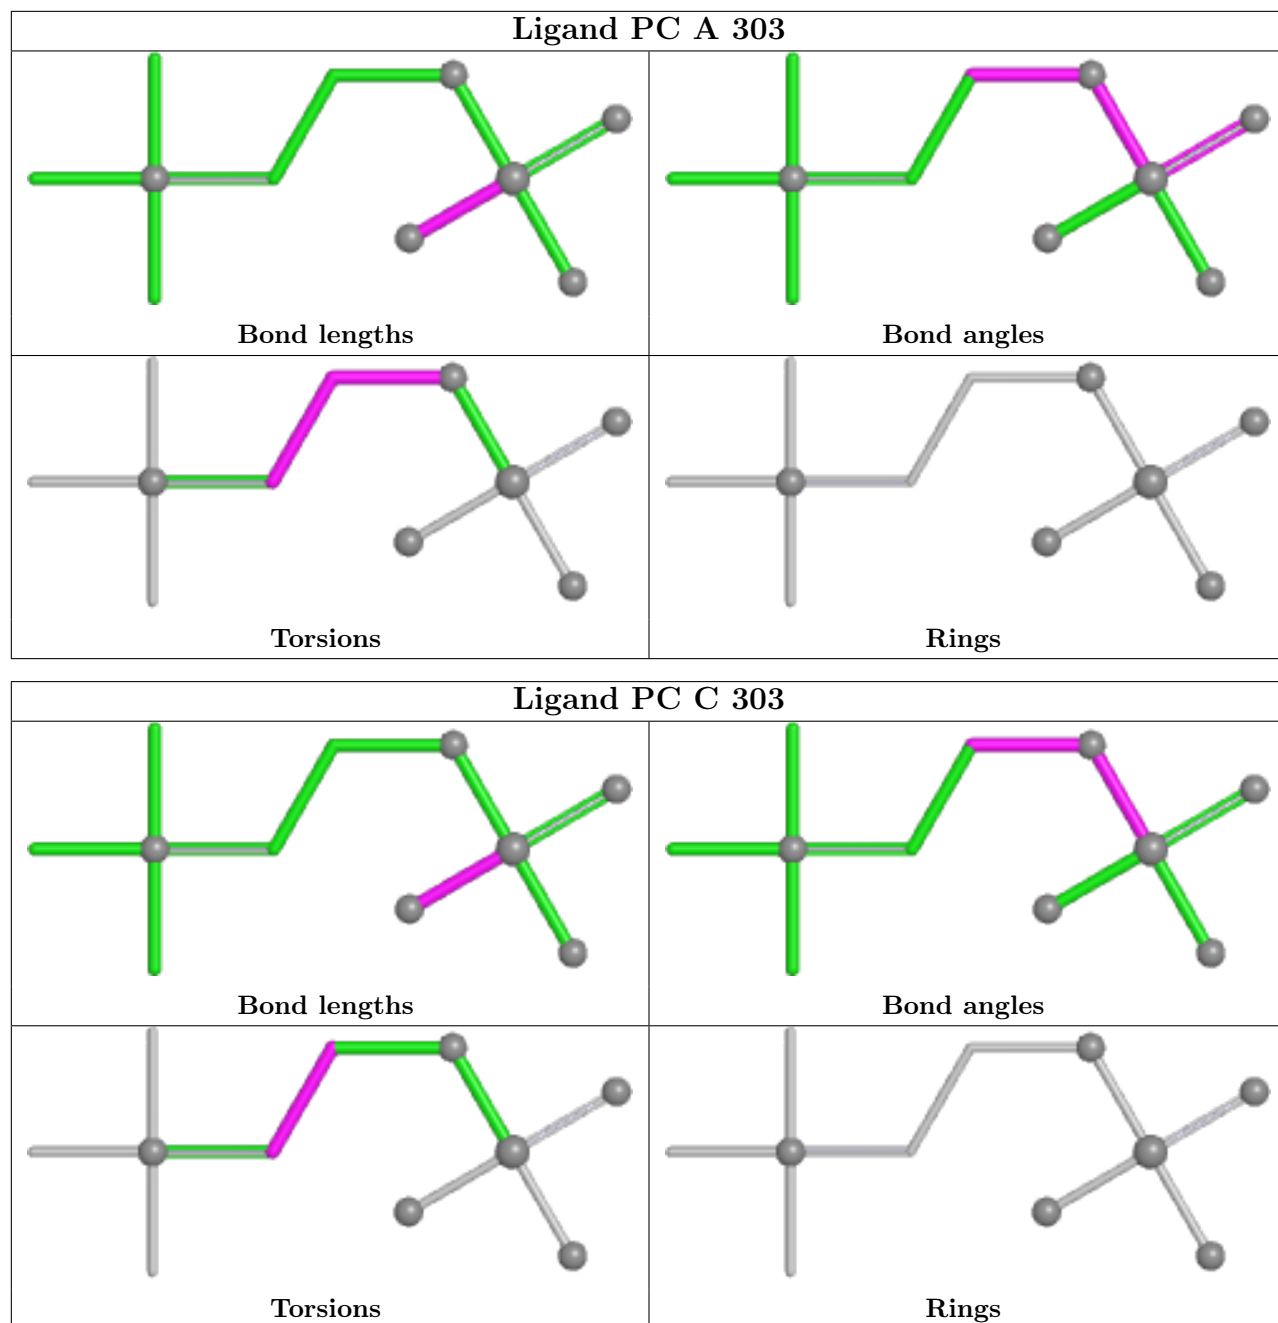 Ligand PC A 303
Bond lengths
Bond angles
Torsions
Rings
Ligand PC C 303
Bond lengths
Bond angles
Torsions
Rings